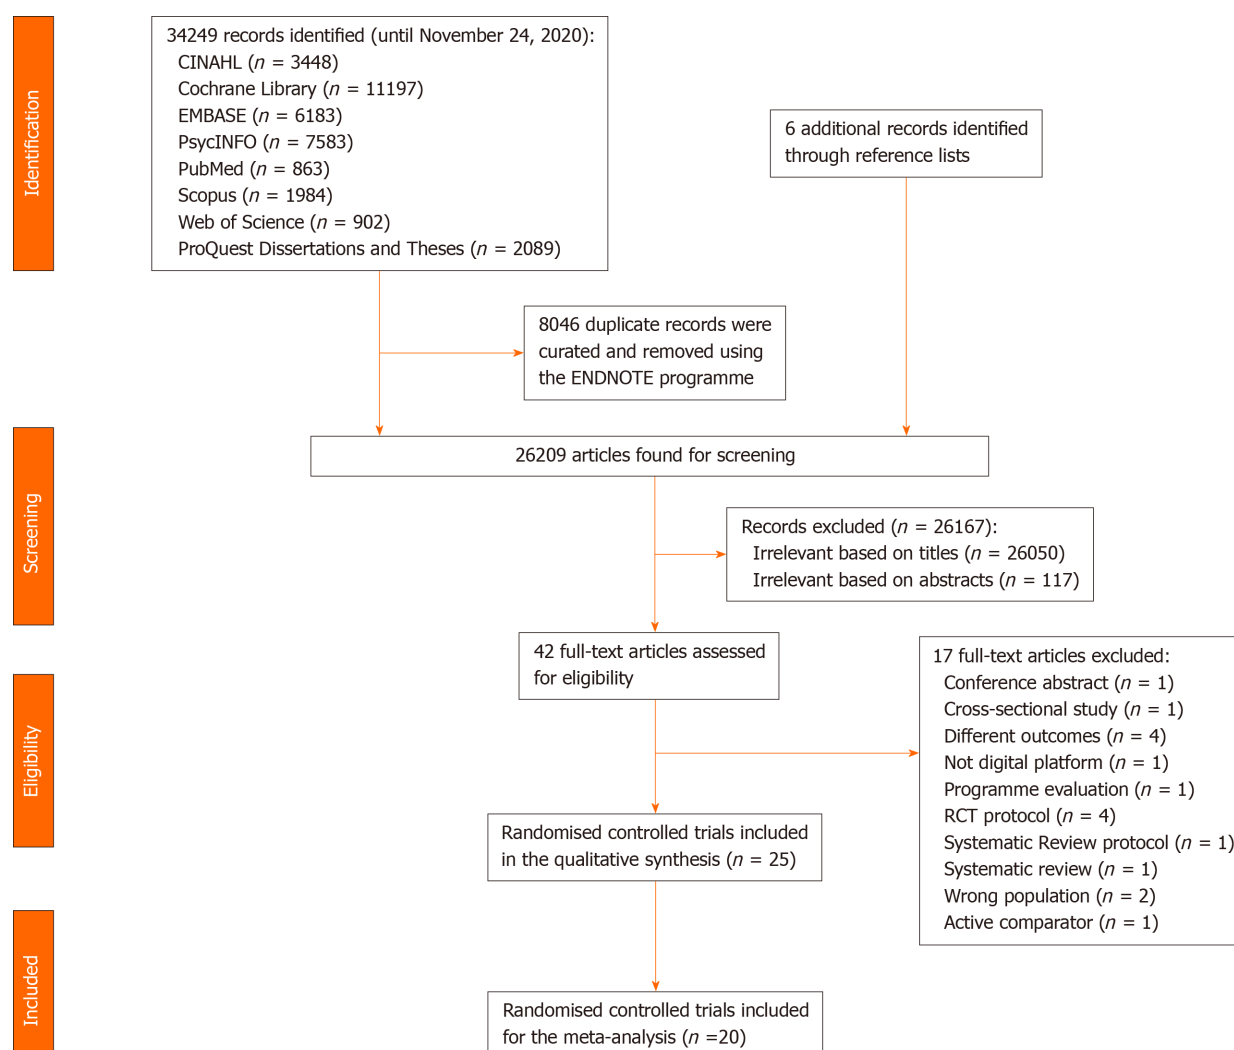 Identification
34249 records identified (until November 24, 2020):
CINAHL (n = 3448)
Cochrane Library (n = 11197)
EMBASE (n = 6183)
PsycINFO (n = 7583)
PubMed (n = 863)
Scopus (n = 1984)
Web of Science (n = 902)
ProQuest Dissertations and Theses (n = 2089)
6 additional records identified
through reference lists
8046 duplicate records were
curated and removed using
the ENDNOTE programme
Screening
26209 articles found for screening
Records excluded (n = 26167):
Irrelevant based on titles (n = 26050)
Irrelevant based on abstracts (n = 117)
42 full-text articles assessed
for eligibility
Eligibility
17 full-text articles excluded:
Conference abstract (n = 1)
Cross-sectional study (n = 1)
Different outcomes (n = 4)
Not digital platform (n = 1)
Programme evaluation (n = 1)
RCT protocol (n = 4)
Systematic Review protocol (n = 1)
Systematic review (n = 1)
Wrong population (n = 2)
Active comparator (n = 1)
Randomised controlled trials included
in the qualitative synthesis (n = 25)
Included
Randomised controlled trials included
for the meta-analysis (n =20)